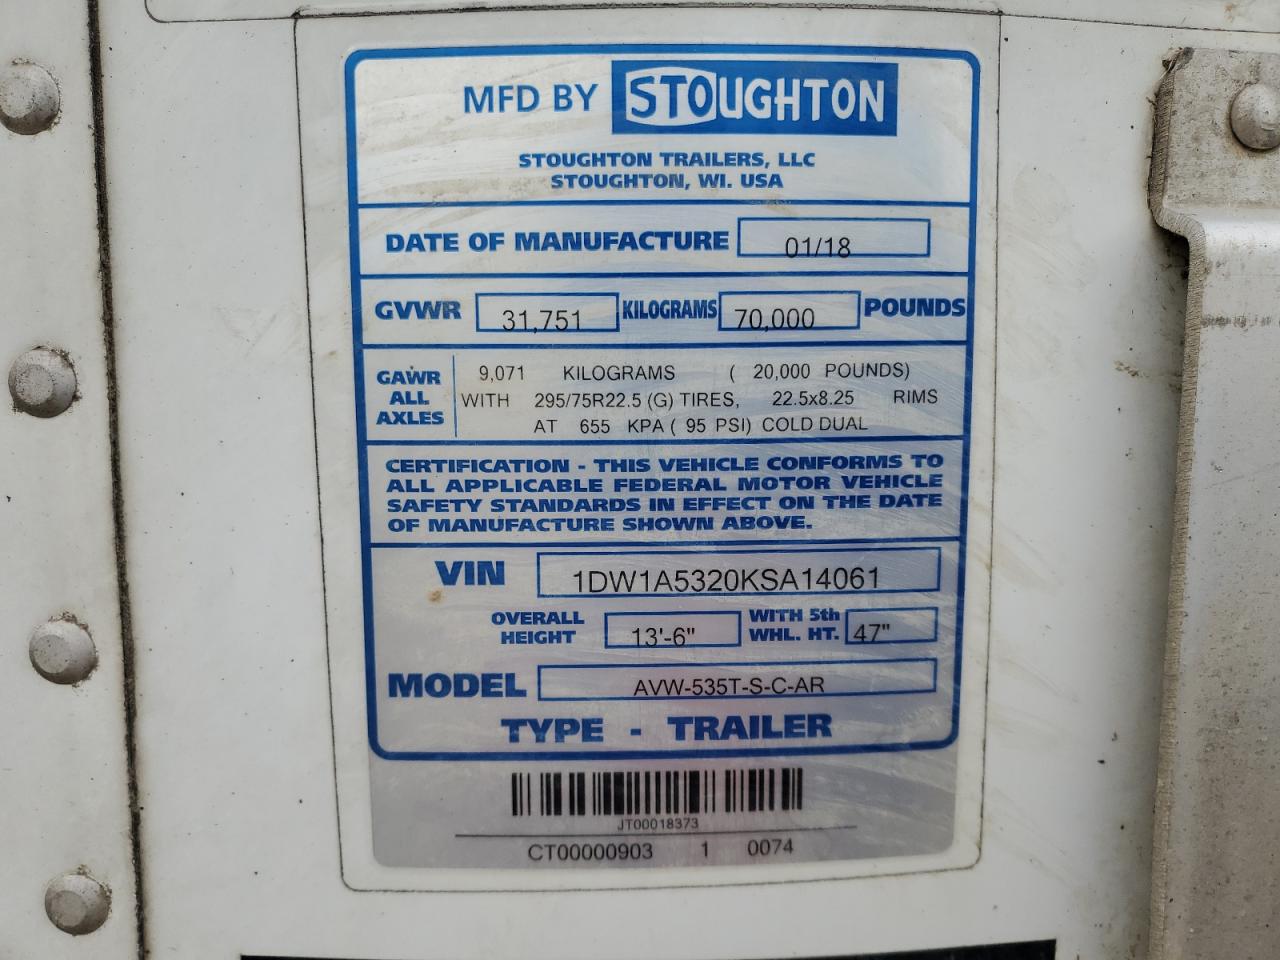 MFD BY STOUGHTON
STOUGHTON TRAILERS, LLC
STOUGHTON, WI. USA
DATE OF MANUFACTURE 01/18
GVWR 31,751 KILOGRAMS 70,000 POUNDS
GAWR ALL AXLES
9,071 KILOGRAMS ( 20,000 POUNDS)
WITH 295/75R22.5 (G) TIRES, 22.5x8.25 RIMS
AT 655 KPA ( 95 PSI) COLD DUAL
CERTIFICATION - THIS VEHICLE CONFORMS TO
ALL APPLICABLE FEDERAL MOTOR VEHICLE
SAFETY STANDARDS IN EFFECT ON THE DATE
OF MANUFACTURE SHOWN ABOVE.
VIN 1DW1A5320KSA14061
OVERALL HEIGHT 13'-6" WITH 5th WHL. HT. 47"
MODEL AVW-535T-S-C-AR
TYPE - TRAILER
JT00018373
CT00000903 1 0074